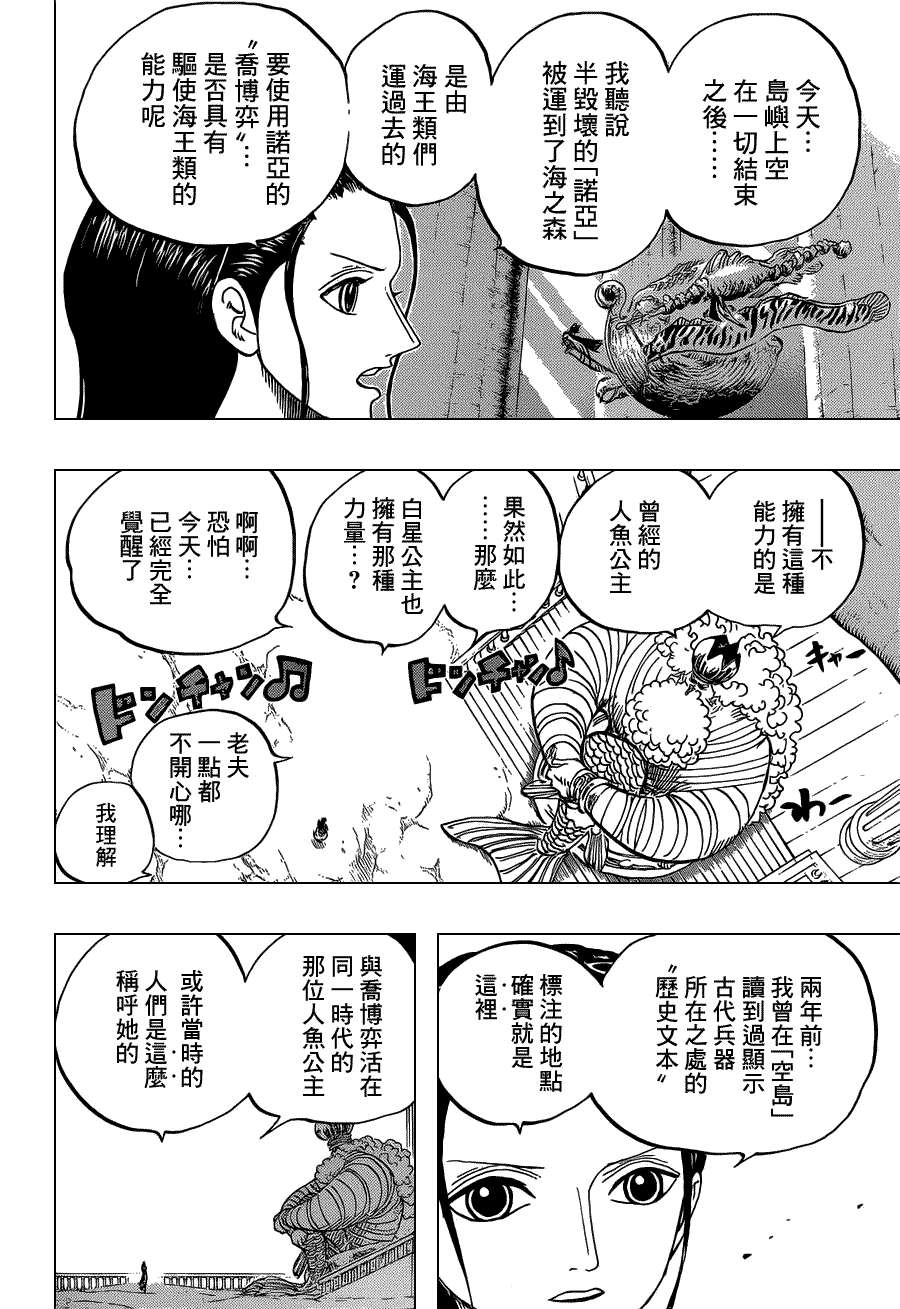 今天…
島嶼上空
在一切結束
之後……
我聽說
半毀壞的「諾亞」
被運到了海之森
是由
海王類們
運過去的
要使用諾亞的
〝喬博弈〞…
是否具有
驅使海王類的
能力呢
——不
擁有這種
能力的是
曾經的
人魚公主
果然如此…
……那麼
白星公主也
擁有那種
力量…?
啊啊…
恐怕
今天…
已經完全
覺醒了
キャー
ドンチャン♪
ドンチャン♫
わー
老夫
一點都
不開心哪…
我理解
兩年前…
我曾在「空島」
讀到過顯示
古代兵器
所在之處的
〝歷史文本〞
標注的地點
確實就是
這裡
與喬博弈活在
同一時代的
那位人魚公主
或許當時的
人們是這麼
稱呼她的